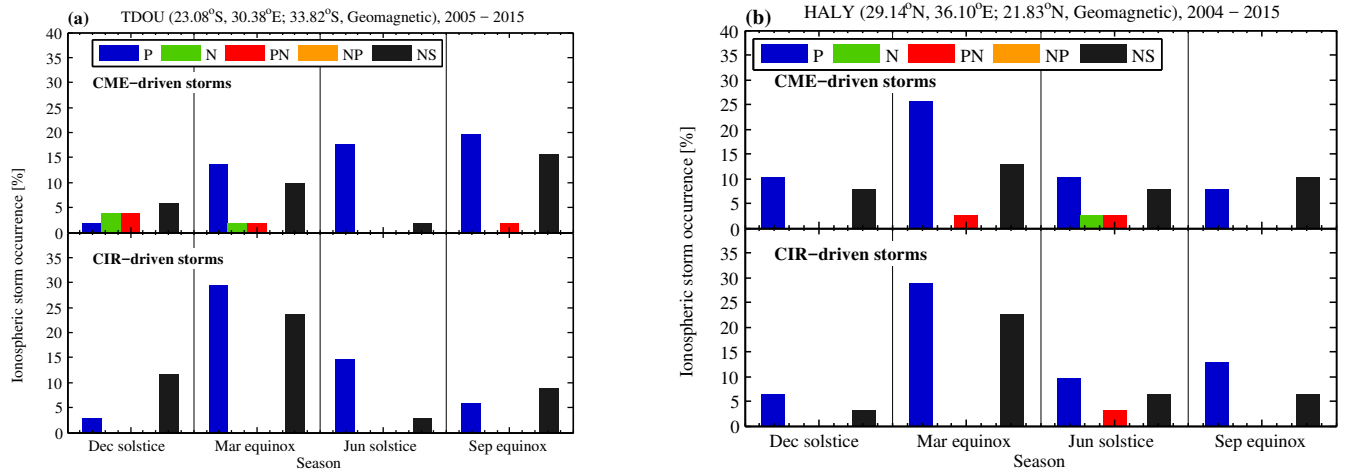 (a) TDOU (23.08°S, 30.38°E; 33.82°S, Geomagnetic), 2005 − 2015
40
35
30
25
20
15
10
5
0
P N PN NP NS
CME−driven storms
35
30
25
20
15
10
5
0
CIR−driven storms
Ionospheric storm occurrence [%]
Dec solstice Mar equinox Jun solstice Sep equinox
Season
(b) HALY (29.14°N, 36.10°E; 21.83°N, Geomagnetic), 2004 − 2015
40
35
30
25
20
15
10
5
0
P N PN NP NS
CME−driven storms
35
30
25
20
15
10
5
0
CIR−driven storms
Ionospheric storm occurrence [%]
Dec solstice Mar equinox Jun solstice Sep equinox
Season